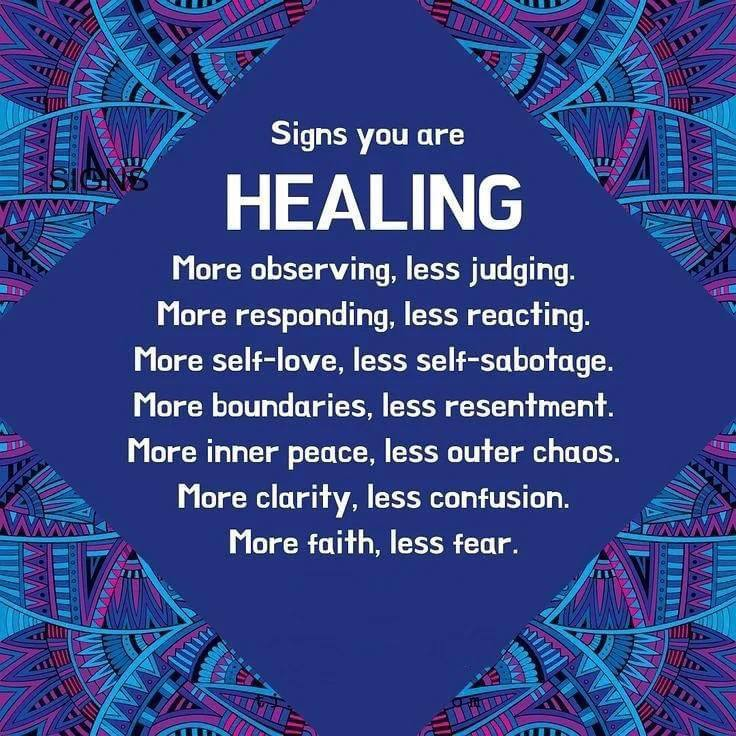 Signs you are
SIGNS
HEALING
More observing, less judging.
More responding, less reacting.
More self-love, less self-sabotage.
More boundaries, less resentment.
More inner peace, less outer chaos.
More clarity, less confusion.
More faith, less fear.